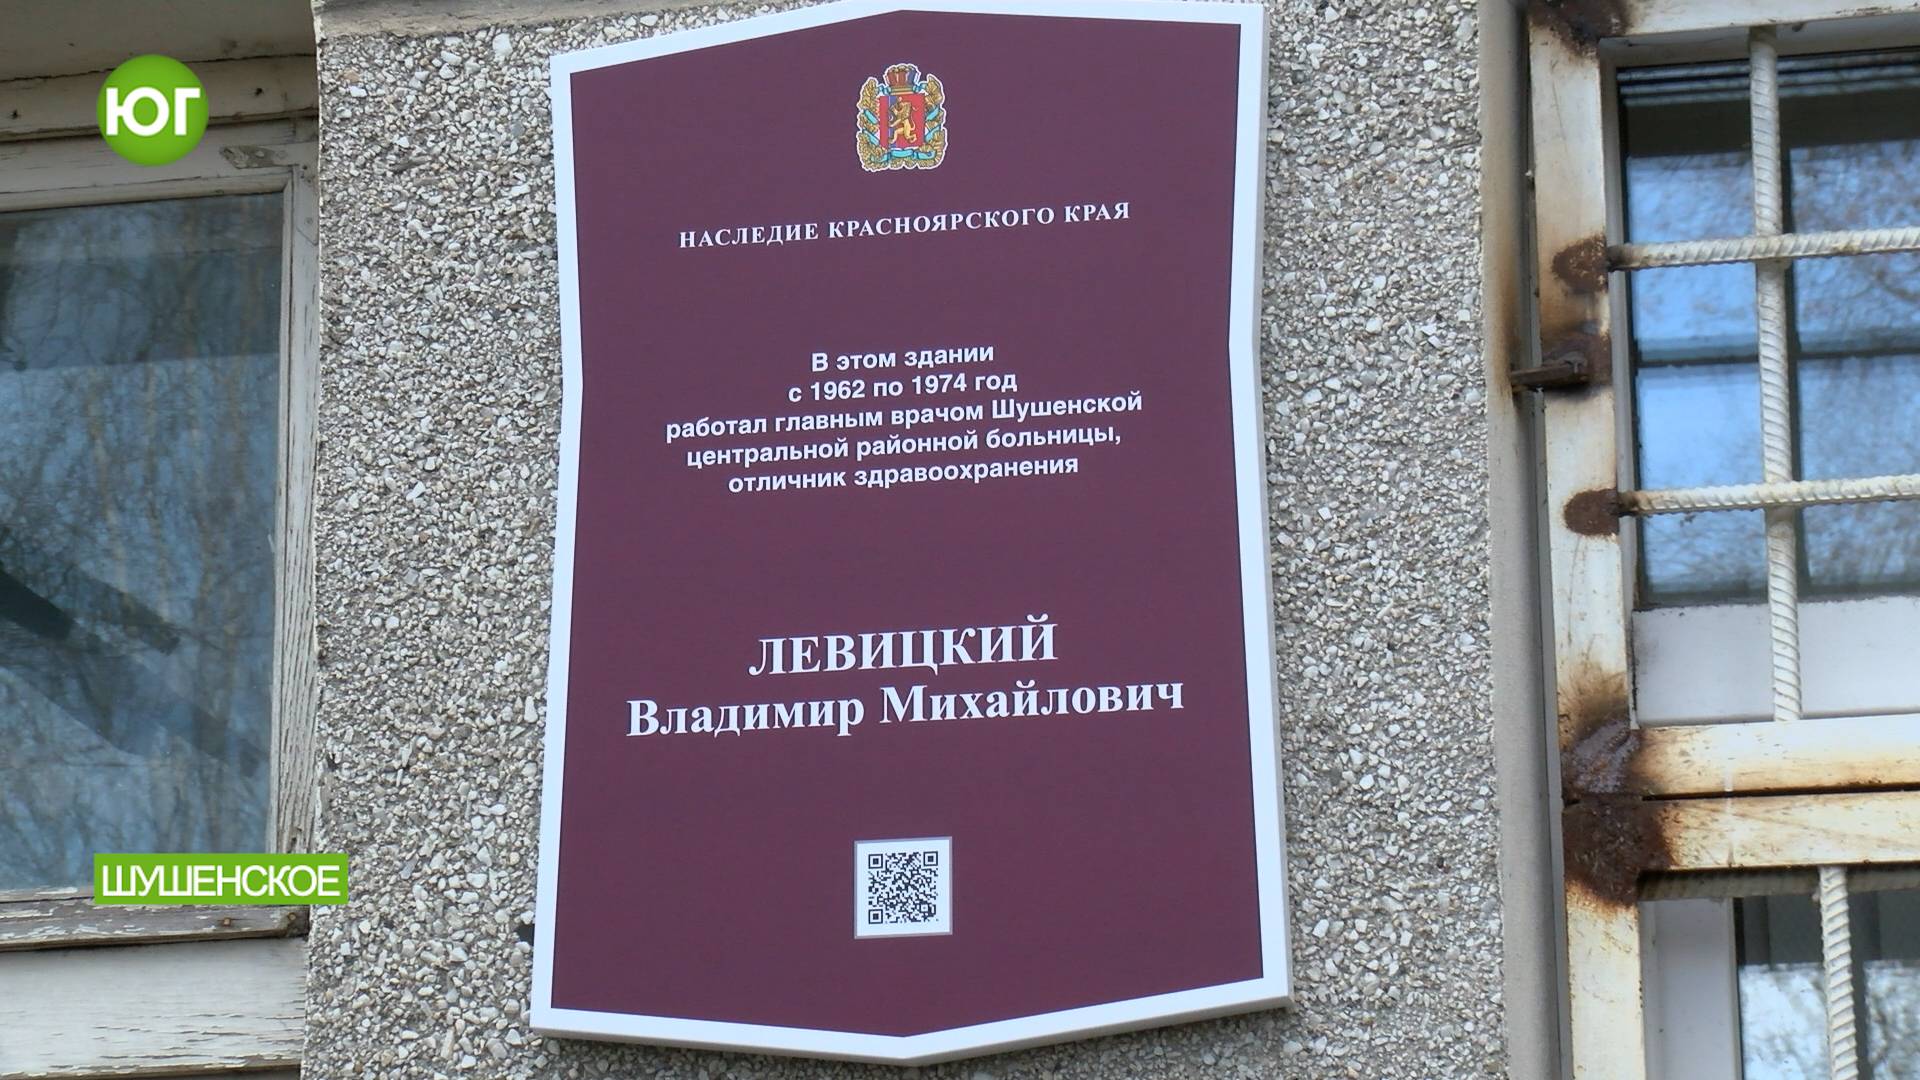 ЮГ
НАСЛЕДИЕ КРАСНОЯРСКОГО КРАЯ
В этом здании
с 1962 по 1974 год
работал главным врачом Шушенской
центральной районной больницы,
отличник здравоохранения
ЛЕВИЦКИЙ
Владимир Михайлович
ШУШЕНСКОЕ